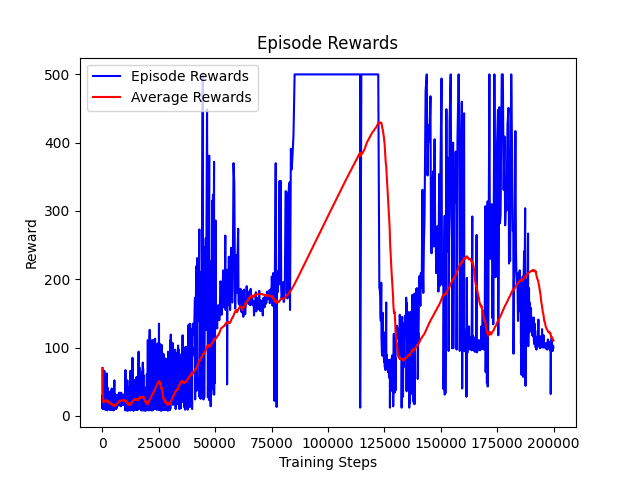 Episode Rewards
Episode Rewards
Average Rewards
500
400
300
200
100
0
Reward
0 25000 50000 75000 100000 125000 150000 175000 200000
Training Steps